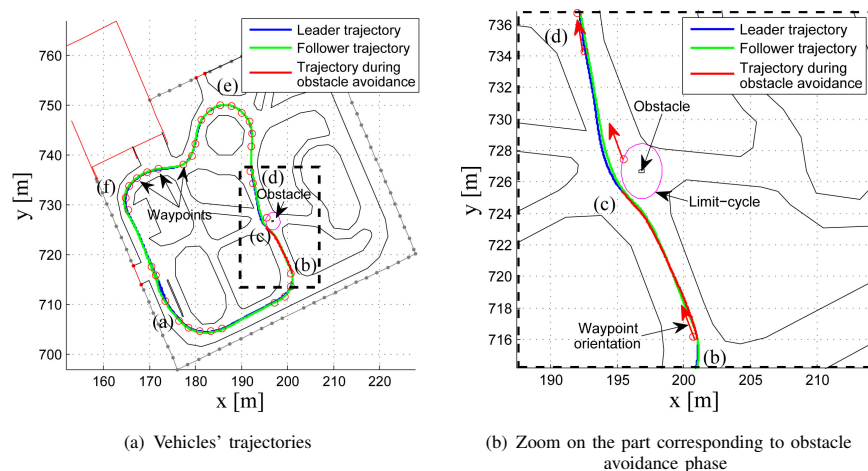 Leader trajectory
Follower trajectory
Trajectory during
obstacle avoidance
760
750
740
730
720
710
700
y [m]
160
170
180
190
200
210
220
x [m]
(e)
(d)
Obstacle
(f)
Waypoints
(c)
(b)
(a)
(a) Vehicles' trajectories
Leader trajectory
Follower trajectory
Trajectory during
obstacle avoidance
736
734
732
730
728
726
724
722
720
718
716
y [m]
190
195
200
205
210
x [m]
(d)
Obstacle
(c)
Limit-cycle
Waypoint
orientation
(b)
(b) Zoom on the part corresponding to obstacle
avoidance phase